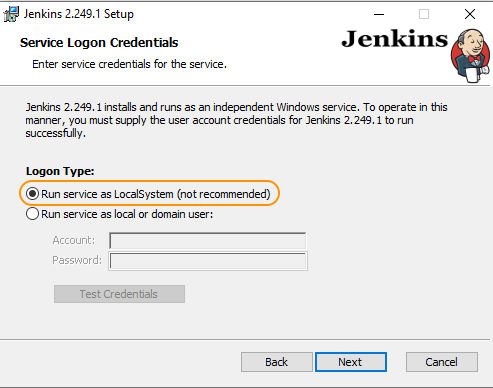 Jenkins 2.249.1 Setup
Service Logon Credentials
Enter service credentials for the service.
Jenkins
Jenkins 2.249.1 installs and runs as an independent Windows service. To operate in this
manner, you must supply the user account credentials for Jenkins 2.249.1 to run
successfully.
Logon Type:
Run service as LocalSystem (not recommended)
Run service as local or domain user:
Account:
Password:
Test Credentials
Back
Next
Cancel